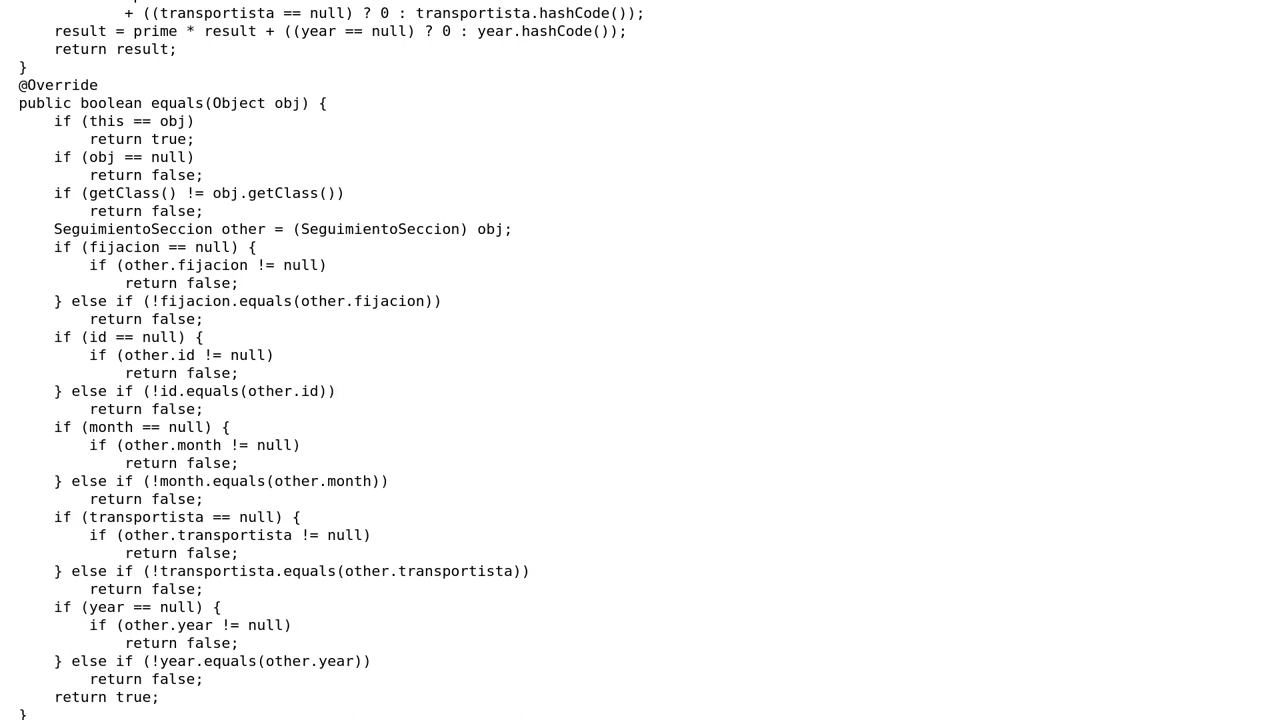 + ((transportista == null) ? 0 : transportista.hashCode());
result = prime * result + ((year == null) ? 0 : year.hashCode());
return result;
}
@Override
public boolean equals(Object obj) {
if (this == obj)
return true;
if (obj == null)
return false;
if (getClass() != obj.getClass())
return false;
SeguimientoSeccion other = (SeguimientoSeccion) obj;
if (fijacion == null) {
if (other.fijacion != null)
return false;
} else if (!fijacion.equals(other.fijacion))
return false;
if (id == null) {
if (other.id != null)
return false;
} else if (!id.equals(other.id))
return false;
if (month == null) {
if (other.month != null)
return false;
} else if (!month.equals(other.month))
return false;
if (transportista == null) {
if (other.transportista != null)
return false;
} else if (!transportista.equals(other.transportista))
return false;
if (year == null) {
if (other.year != null)
return false;
} else if (!year.equals(other.year))
return false;
return true;
}